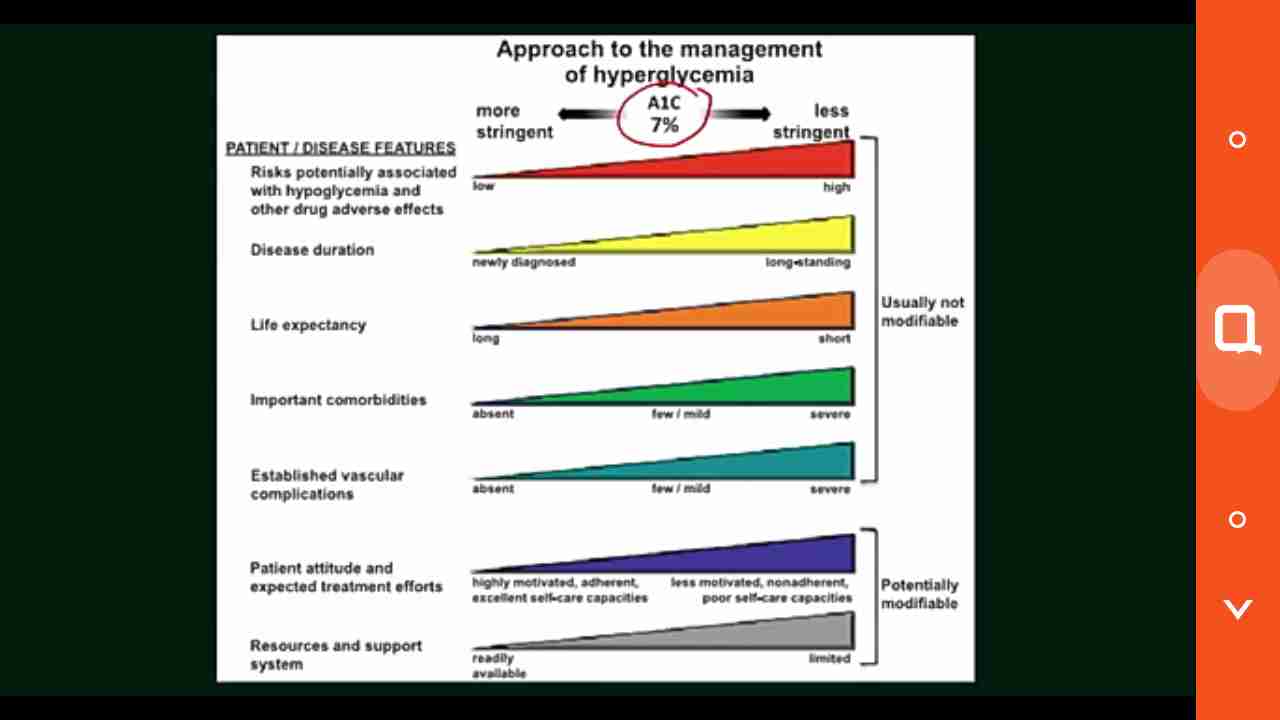 Approach to the management
of hyperglycemia
more
stringent
A1C
7%
less
stringent
PATIENT / DISEASE FEATURES
Risks potentially associated
with hypoglycemia and
other drug adverse effects
low
high
Disease duration
newly diagnosed
long-standing
Life expectancy
long
short
Usually not
modifiable
Important comorbidities
absent
few / mild
severe
Established vascular
complications
absent
few / mild
severe
Patient attitude and
expected treatment efforts
highly motivated, adherent,
excellent self-care capacities
less motivated, nonadherent,
poor self-care capacities
Potentially
modifiable
Resources and support
system
readily
available
limited